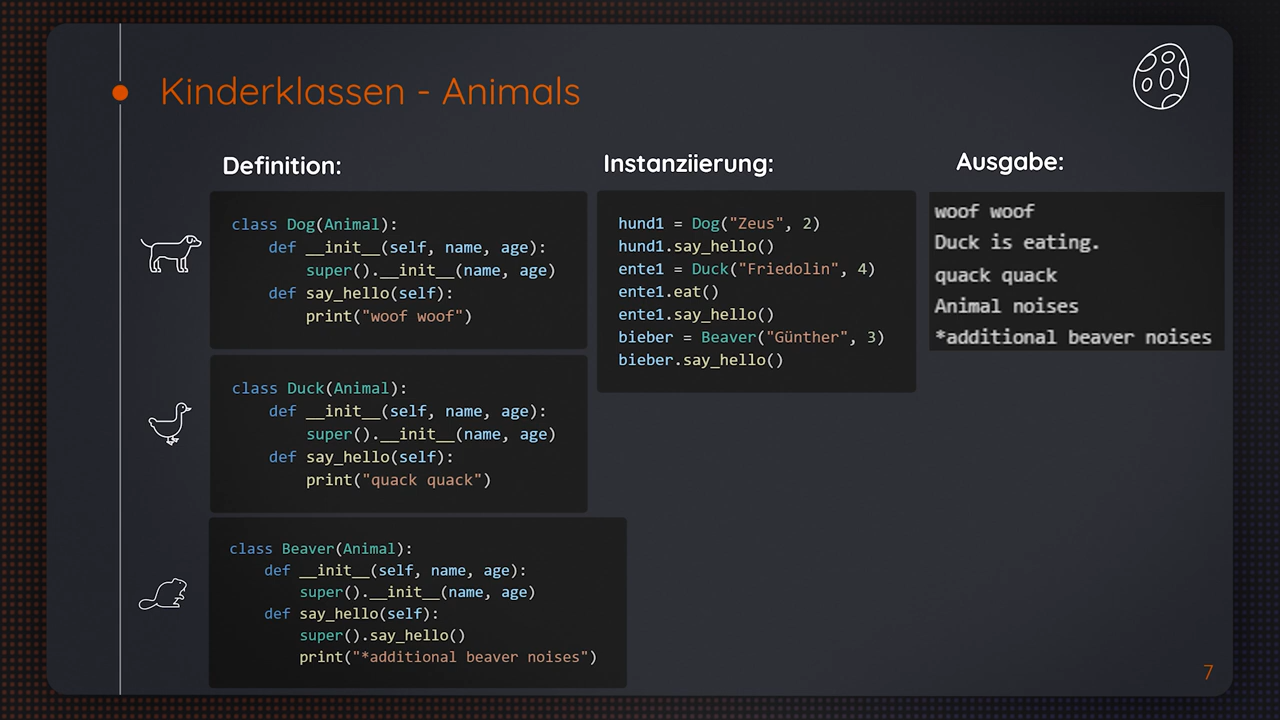 Kinderklassen - Animals
Definition:
class Dog(Animal):
    def __init__(self, name, age):
        super().__init__(name, age)
    def say_hello(self):
        print("woof woof")
class Duck(Animal):
    def __init__(self, name, age):
        super().__init__(name, age)
    def say_hello(self):
        print("quack quack")
class Beaver(Animal):
    def __init__(self, name, age):
        super().__init__(name, age)
    def say_hello(self):
        super().say_hello()
        print("*additional beaver noises")
Instanziierung:
hund1 = Dog("Zeus", 2)
hund1.say_hello()
ente1 = Duck("Friedolin", 4)
ente1.eat()
ente1.say_hello()
bieber = Beaver("Günther", 3)
bieber.say_hello()
Ausgabe:
woof woof
Duck is eating.
quack quack
Animal noises
*additional beaver noises
7